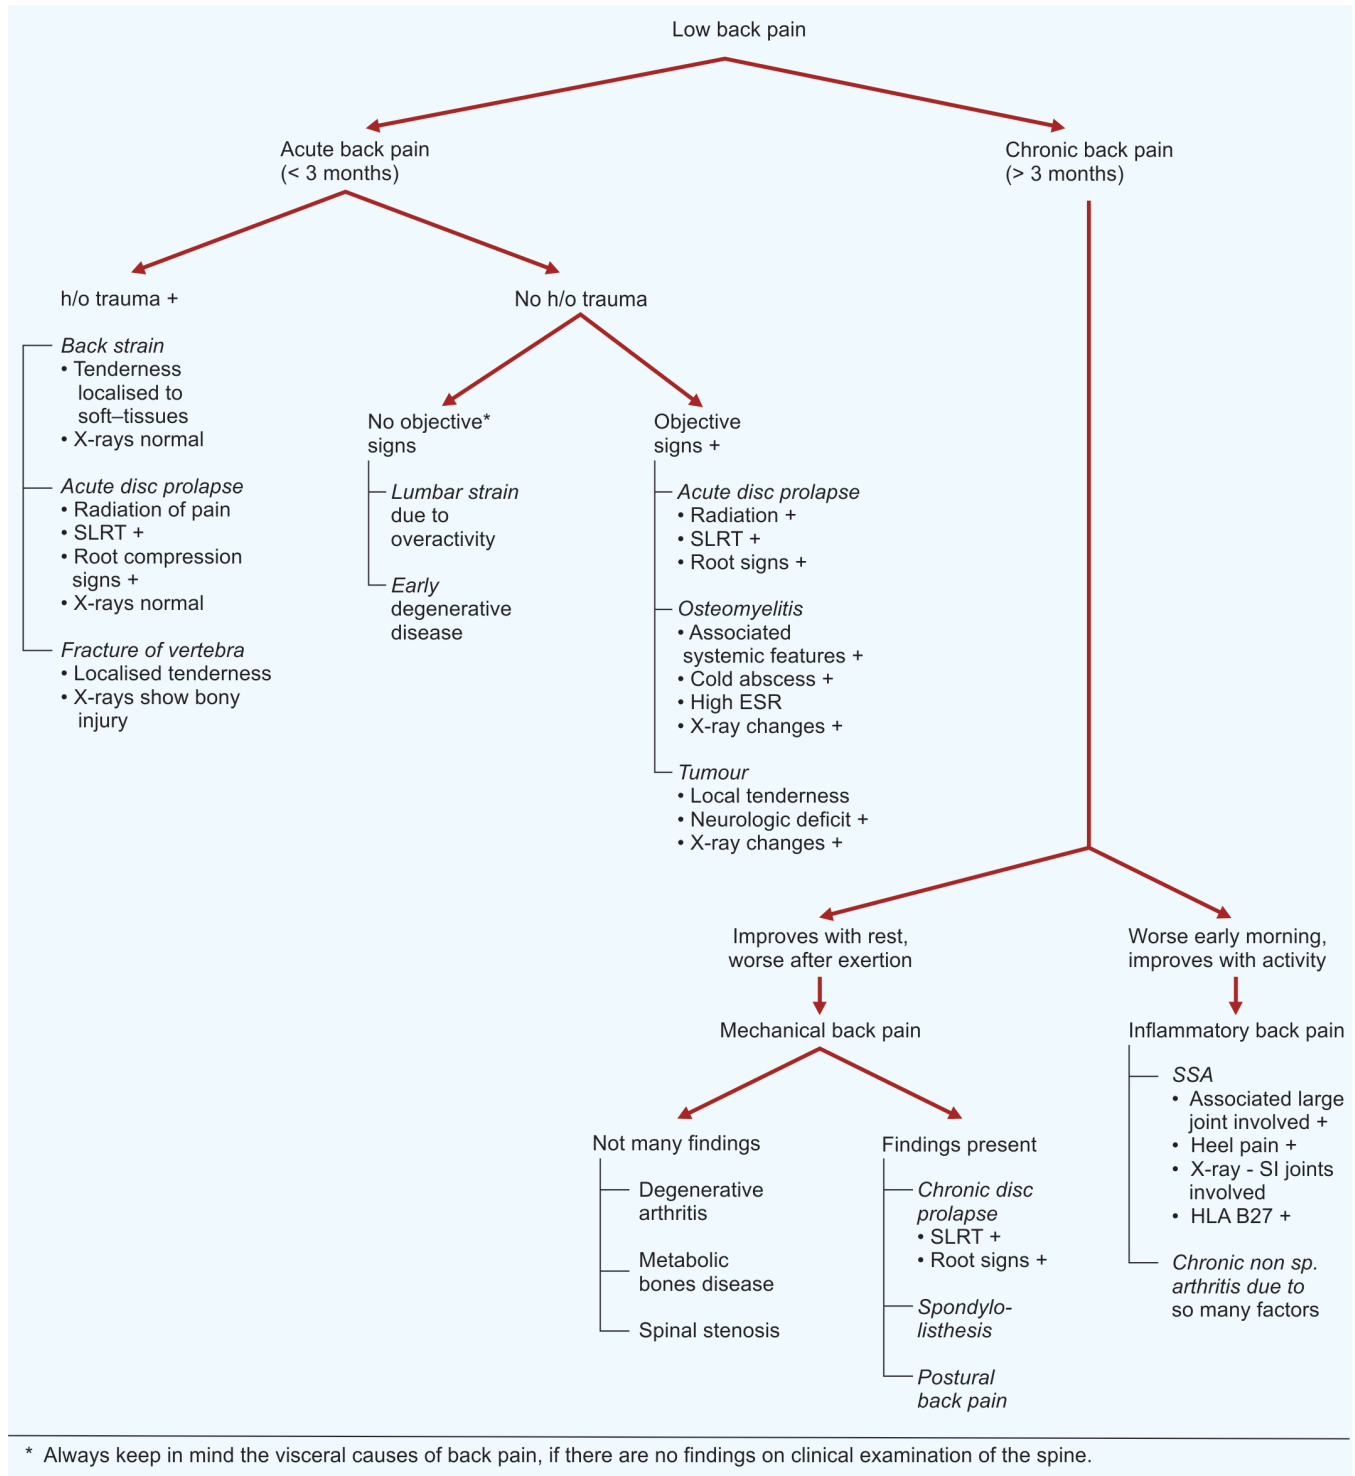 Low back pain
Acute back pain
(< 3 months)
Chronic back pain
(> 3 months)
h/o trauma +
Back strain
• Tenderness
localised to
soft–tissues
• X-rays normal
Acute disc prolapse
• Radiation of pain
• SLRT +
• Root compression
signs +
• X-rays normal
Fracture of vertebra
• Localised tenderness
• X-rays show bony
injury
No h/o trauma
No objective*
signs
Lumbar strain
due to
overactivity
Early
degenerative
disease
Objective
signs +
Acute disc prolapse
• Radiation +
• SLRT +
• Root signs +
Osteomyelitis
• Associated
systemic features +
• Cold abscess +
• High ESR
• X-ray changes +
Tumour
• Local tenderness
• Neurologic deficit +
• X-ray changes +
Improves with rest,
worse after exertion
Mechanical back pain
Not many findings
Degenerative
arthritis
Metabolic
bones disease
Spinal stenosis
Findings present
Chronic disc
prolapse
• SLRT +
• Root signs +
Spondylo-
listhesis
Postural
back pain
Worse early morning,
improves with activity
Inflammatory back pain
SSA
• Associated large
joint involved +
• Heel pain +
• X-ray - SI joints
involved
• HLA B27 +
Chronic non sp.
arthritis due to
so many factors
* Always keep in mind the visceral causes of back pain, if there are no findings on clinical examination of the spine.